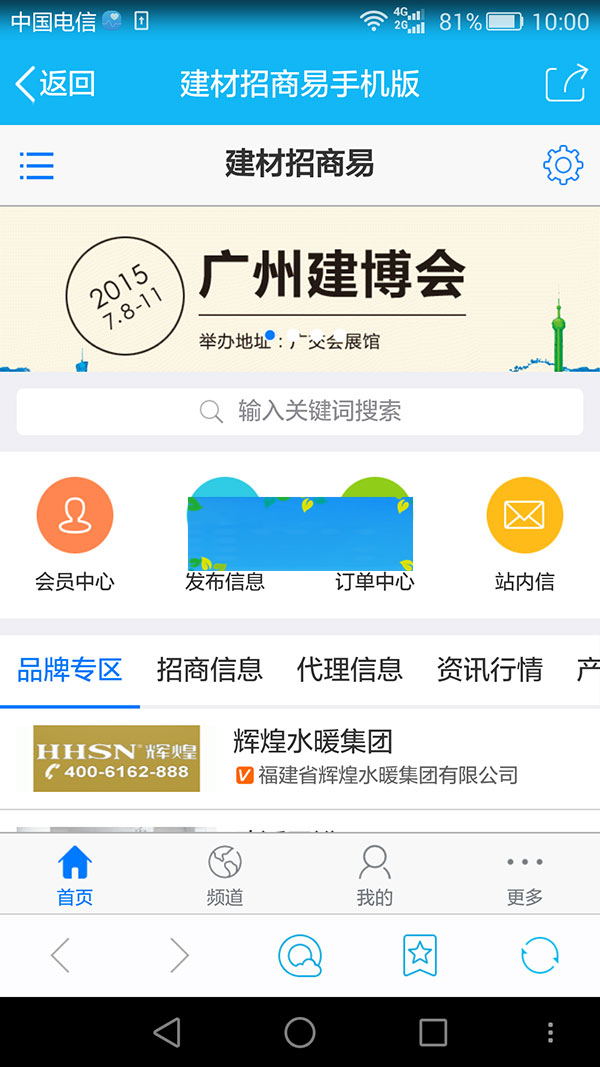 中国电信 4G 2G 81% 10:00
返回 建材招商易手机版
建材招商易
2015
7.8-11
广州建博会
举办地址：广交会展馆
输入关键词搜索
会员中心 发布信息 订单中心 站内信
品牌专区 招商信息 代理信息 资讯行情 产
HHSN®辉煌
400-6162-888
辉煌水暖集团
V 福建省辉煌水暖集团有限公司
首页 频道 我的 更多